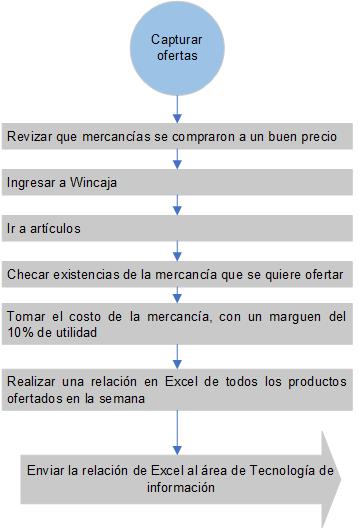 Capturar
ofertas
Revizar que mercancías se compraron a un buen precio
Ingresar a Wincaja
Ir a artículos
Checar existencias de la mercancía que se quiere ofertar
Tomar el costo de la mercancía, con un marguen del
10% de utilidad
Realizar una relación en Excel de todos los productos
ofertados en la semana
Enviar la relación de Excel al área de Tecnología de
información